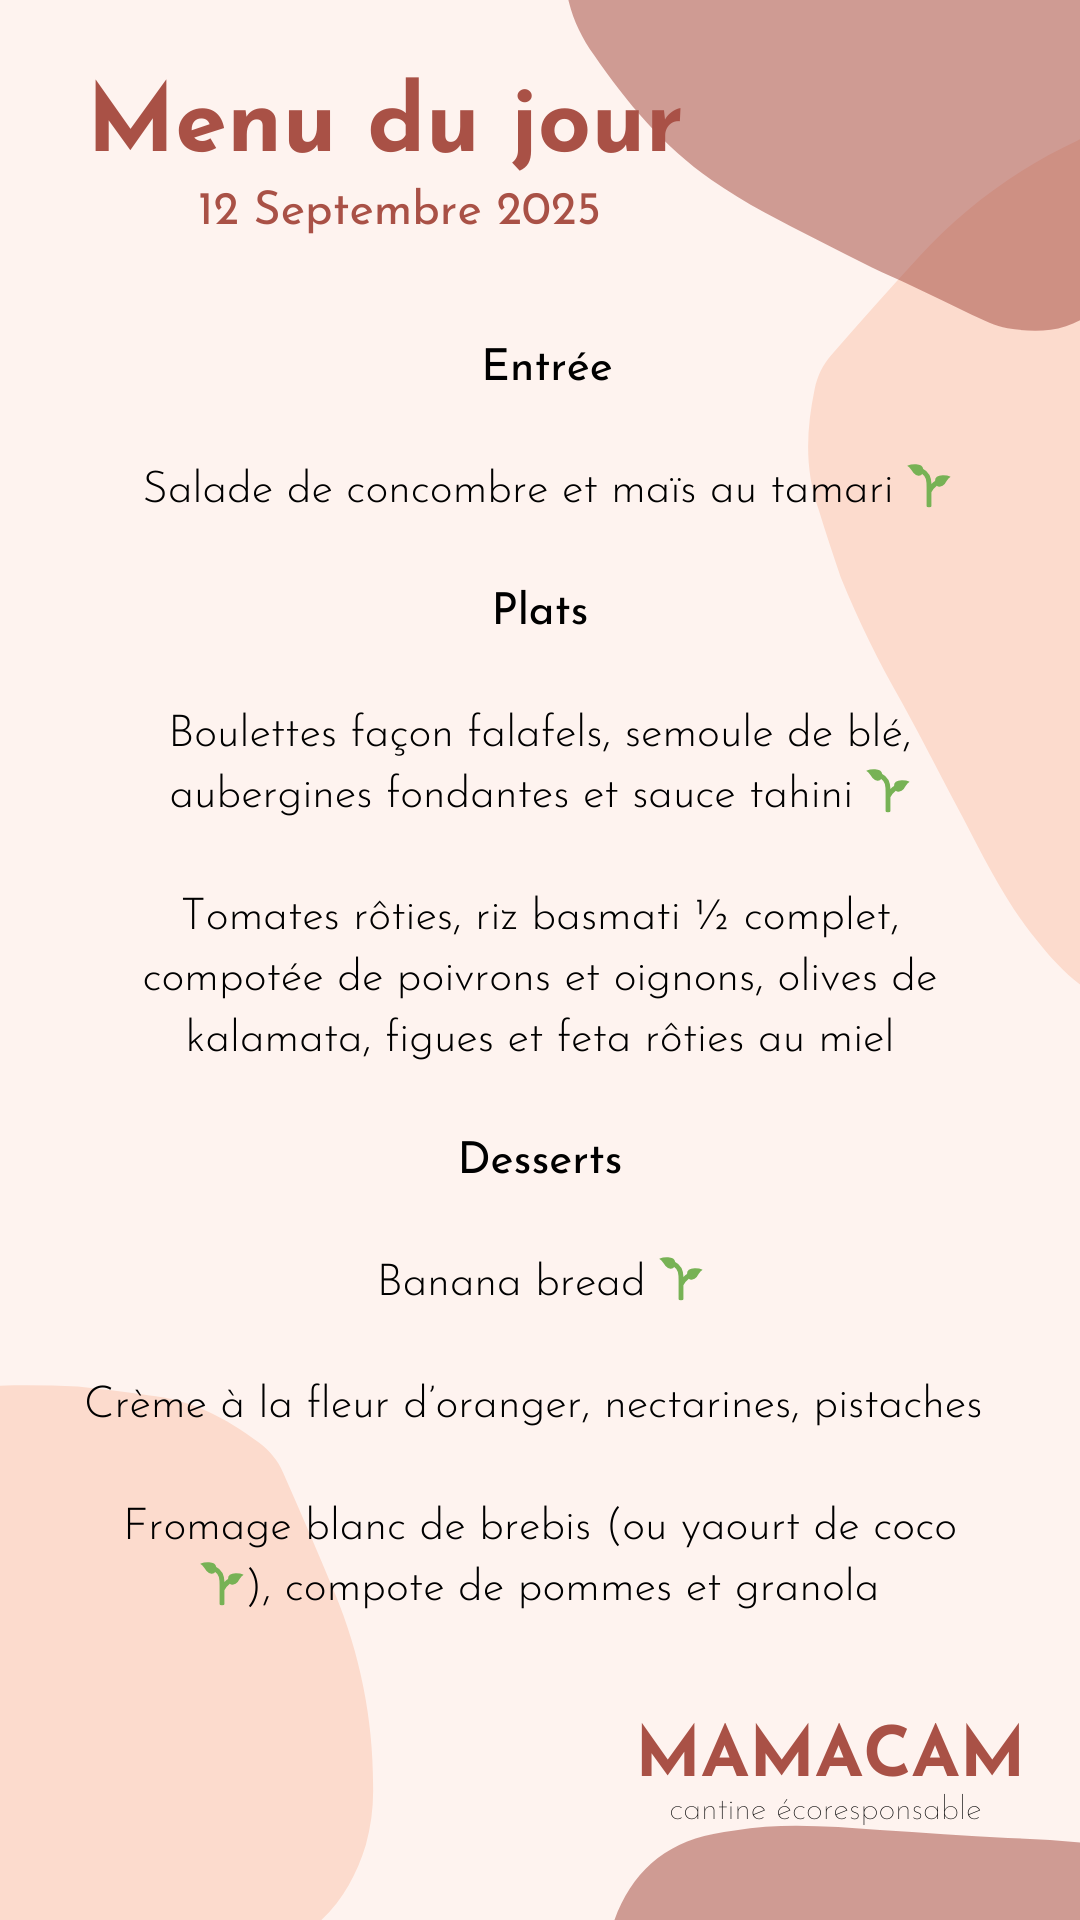 Menu du jour
12 Septembre 2025
Entrée
Salade de concombre et maïs au tamari 🌱
Plats
Boulettes façon falafels, semoule de blé,
aubergines fondantes et sauce tahini 🌱
Tomates rôties, riz basmati ½ complet,
compotée de poivrons et oignons, olives de
kalamata, figues et feta rôties au miel
Desserts
Banana bread 🌱
Crème à la fleur d’oranger, nectarines, pistaches
Fromage blanc de brebis (ou yaourt de coco
🌱), compote de pommes et granola
MAMACAM
cantine écoresponsable